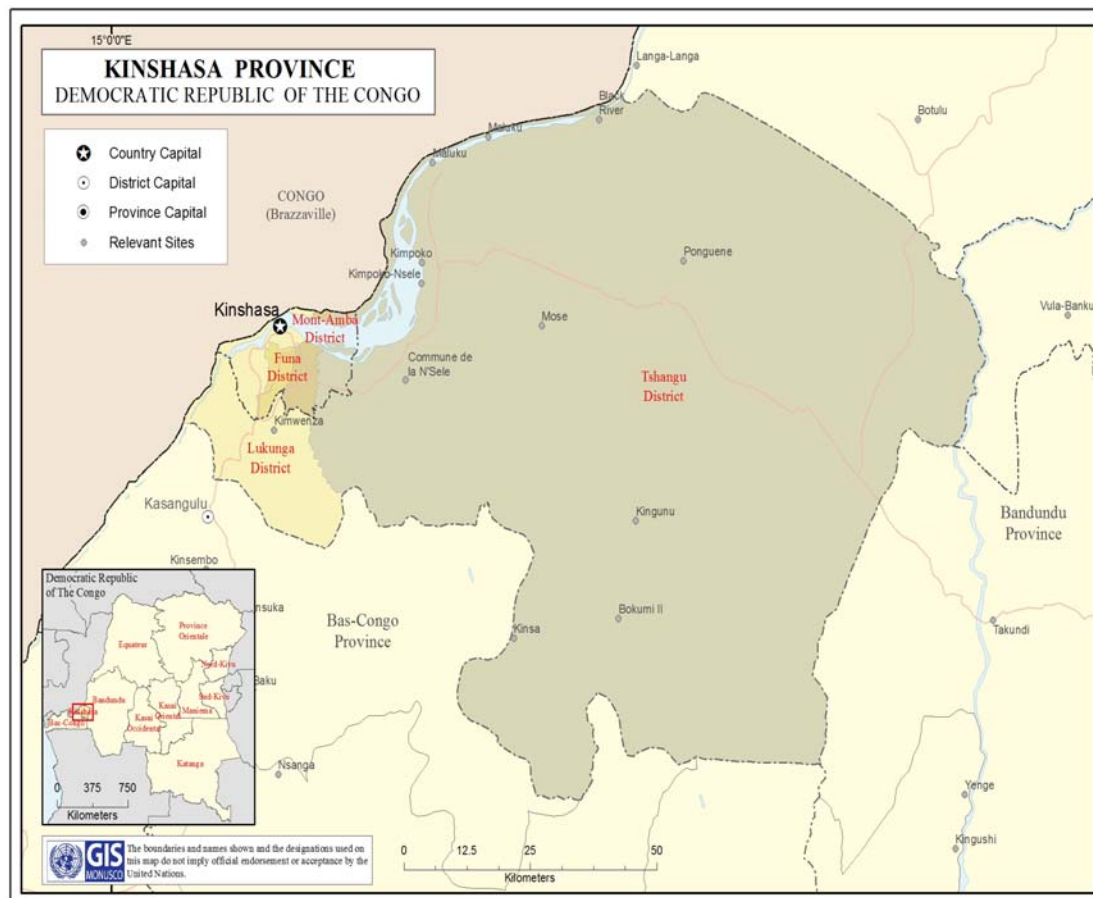 15°0'0"E
KINSHASA PROVINCE
DEMOCRATIC REPUBLIC OF THE CONGO
Country Capital
District Capital
Province Capital
Relevant Sites
CONGO
(Brazzaville)
Langa-Langa
Black
River
Maluku
Maluku
Botulu
Kimpoko
Kimpoko-Nsele
Ponguene
Kinshasa
Mont-Amba
District
Mose
Vula-Banku
Funa
District
Commune de
la N'Sele
Tshangu
District
Kimwenza
Lukunga
District
Kasangulu
Kingunu
Bandundu
Province
Kinsembo
Bas-Congo
Province
Bokumi II
Kinsa
Takundi
nsuka
Baku
Nsanga
Yenge
Kingushi
Democratic Republic
of The Congo
Province
Orientale
Equateur
Nord-Kivu
Bandundu
Kasai
Oriental
Sud-Kivu
Maniema
Kinshasa
Bas-Congo
Kasai
Occidental
Katanga
0 375 750
Kilometers
0 12.5 25 50
Kilometers
GIS
MONUSCO
The boundaries and names shown and the designations used on
this map do not imply official endorsement or acceptance by the
United Nations.